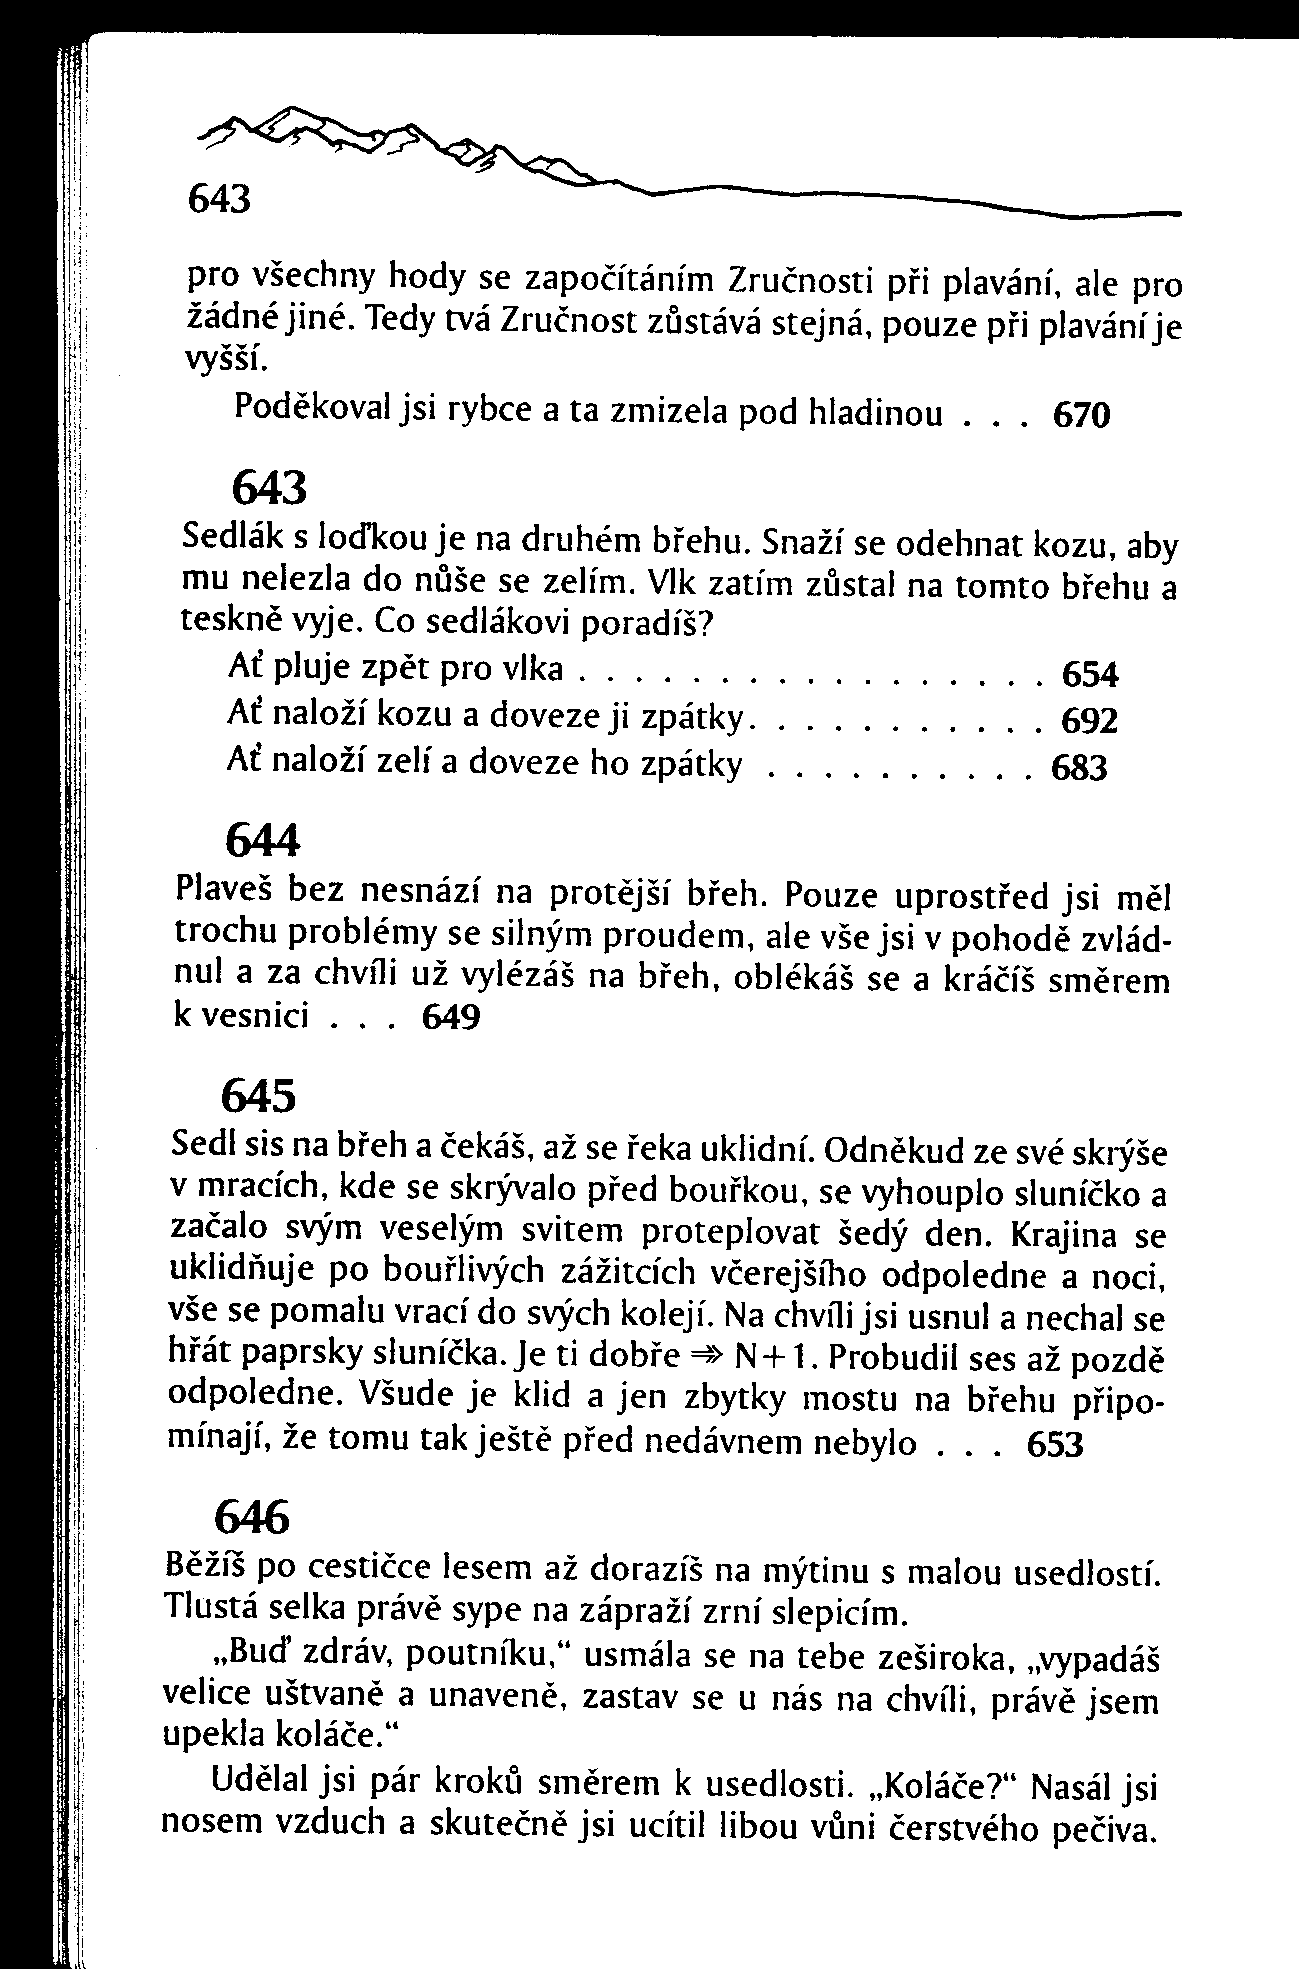 643
pro všechny hody se započítáním Zručnosti při plavání, ale pro
žádné jiné. Tedy tvá Zručnost zůstává stejná, pouze při plavání je
vyšší.
Poděkoval jsi rybce a ta zmizela pod hladinou . . . 670
643
Sedlák s loďkou je na druhém břehu. Snaží se odehnat kozu, aby
mu nelezla do nůše se zelím. Vlk zatím zůstal na tomto břehu a
teskně vyje. Co sedlákovi poradíš?
Ať pluje zpět pro vlka . . . . . . . . . . . . . . . . . 654
Ať naloží kozu a doveze ji zpátky. . . . . . . . . . . 692
Ať naloží zelí a doveze ho zpátky . . . . . . . . . . 683
644
Plaveš bez nesnází na protější břeh. Pouze uprostřed jsi měl
trochu problémy se silným proudem, ale vše jsi v pohodě zvlád-
nul a za chvíli už vylézáš na břeh, oblékáš se a kráčíš směrem
k vesnici . . . 649
645
Sedl sis na břeh a čekáš, až se řeka uklidní. Odněkud ze své skrýše
v mracích, kde se skrývalo před bouřkou, se vyhouplo sluníčko a
začalo svým veselým svitem proteplovat šedý den. Krajina se
uklidňuje po bouřlivých zážitcích včerejšího odpoledne a noci,
vše se pomalu vrací do svých kolejí. Na chvíli jsi usnul a nechal se
hřát paprsky sluníčka. Je ti dobře ⇒ N+1. Probudil ses až pozdě
odpoledne. Všude je klid a jen zbytky mostu na břehu připo-
mínají, že tomu tak ještě před nedávnem nebylo . . . 653
646
Běžíš po cestičce lesem až dorazíš na mýtinu s malou usedlostí.
Tlustá selka právě sype na zápraží zrní slepicím.
„Buď zdráv, poutníku,“ usmála se na tebe zeširoka, „vypadáš
velice uštvaně a unaveně, zastav se u nás na chvíli, právě jsem
upekla koláče.“
Udělal jsi pár kroků směrem k usedlosti. „Koláče?“ Nasál jsi
nosem vzduch a skutečně jsi ucítil libou vůni čerstvého pečiva.